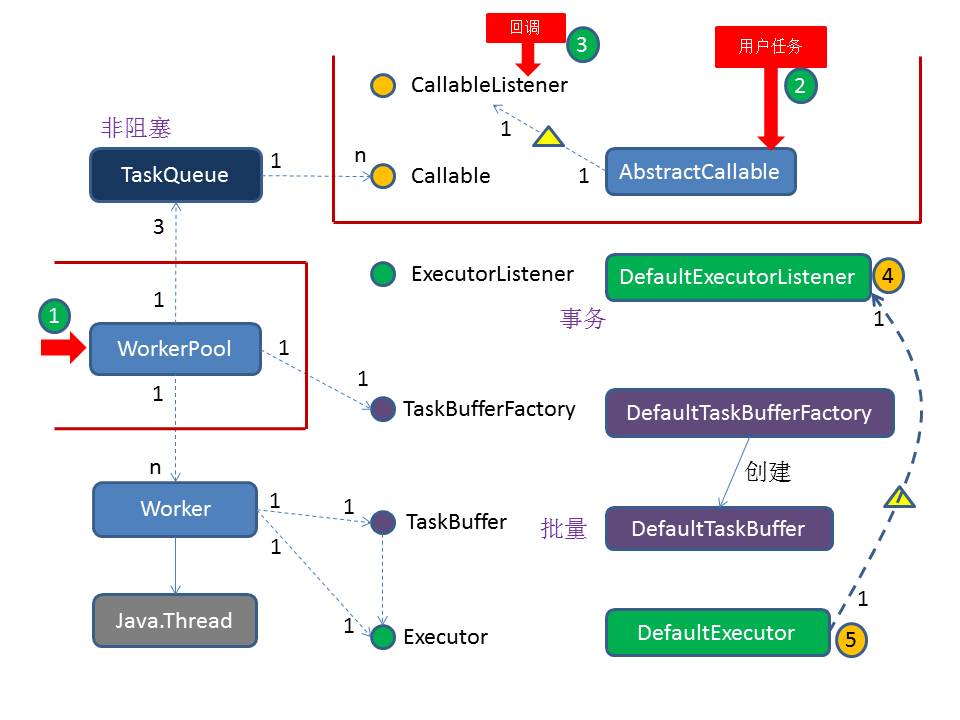 回调
3
用户任务
CallableListener
2
非阻塞
1
TaskQueue
1
n
Callable
1
AbstractCallable
3
ExecutorListener
DefaultExecutorListener
4
1
1
事务
1
WorkerPool
1
1
1
TaskBufferFactory
DefaultTaskBufferFactory
n
创建
Worker
1
1
TaskBuffer
批量
DefaultTaskBuffer
1
1
Java.Thread
1
Executor
DefaultExecutor
5